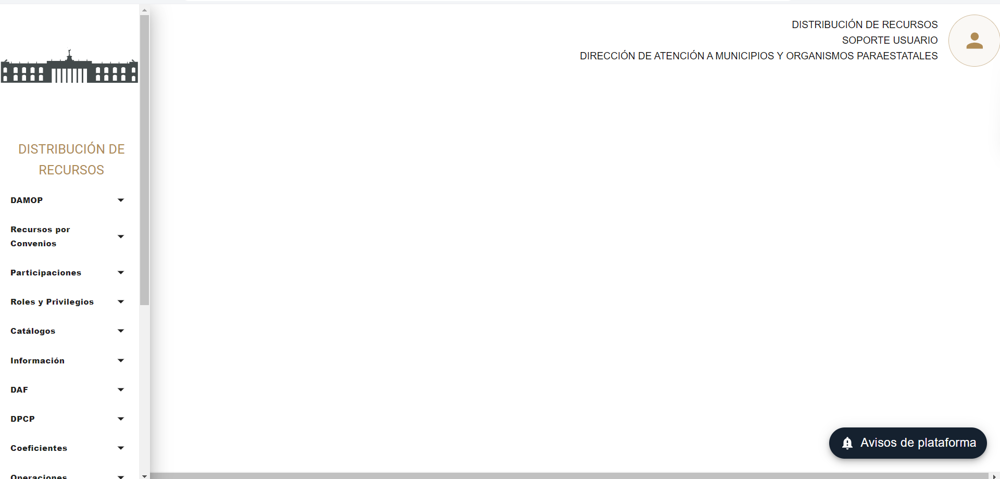 DISTRIBUCIÓN DE RECURSOS
SOPORTE USUARIO
DIRECCIÓN DE ATENCIÓN A MUNICIPIOS Y ORGANISMOS PARAESTATALES
DISTRIBUCIÓN DE
RECURSOS
DAMOP
Recursos por
Convenios
Participaciones
Roles y Privilegios
Catálogos
Información
DAF
DPCP
Coeficientes
Operaciones
Avisos de plataforma